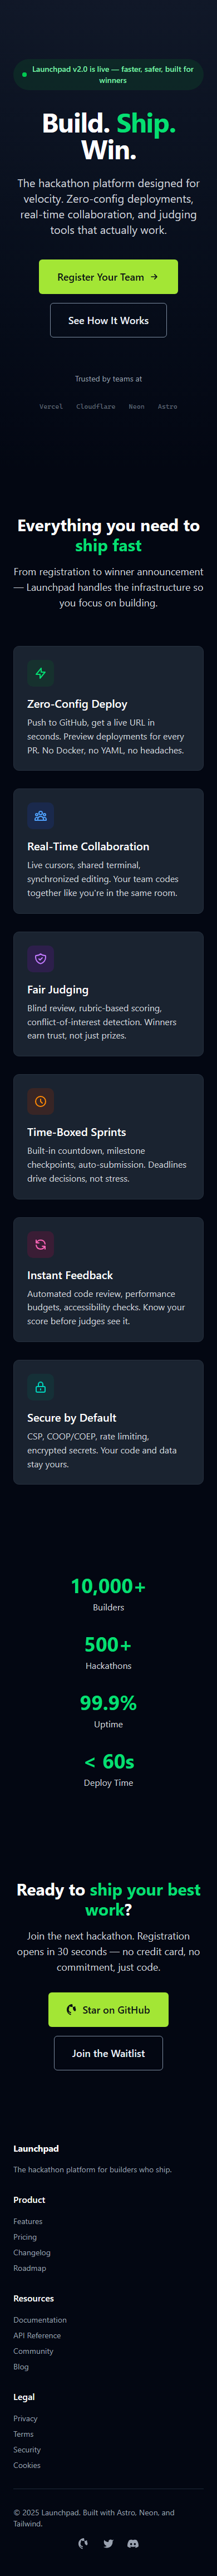 Launchpad v2.0 is live — faster, safer, built for
winners
Build. Ship.
Win.
The hackathon platform designed for
velocity. Zero-config deployments,
real-time collaboration, and judging
tools that actually work.
Register Your Team →
See How It Works
Trusted by teams at
Vercel Cloudflare Neon Astro
Everything you need to
ship fast
From registration to winner announcement
— Launchpad handles the infrastructure so
you focus on building.
Zero-Config Deploy
Push to GitHub, get a live URL in
seconds. Preview deployments for every
PR. No Docker, no YAML, no headaches.
Real-Time Collaboration
Live cursors, shared terminal,
synchronized editing. Your team codes
together like you're in the same room.
Fair Judging
Blind review, rubric-based scoring,
conflict-of-interest detection. Winners
earn trust, not just prizes.
Time-Boxed Sprints
Built-in countdown, milestone
checkpoints, auto-submission. Deadlines
drive decisions, not stress.
Instant Feedback
Automated code review, performance
budgets, accessibility checks. Know your
score before judges see it.
Secure by Default
CSP, COOP/COEP, rate limiting,
encrypted secrets. Your code and data
stay yours.
10,000+
Builders
500+
Hackathons
99.9%
Uptime
< 60s
Deploy Time
Ready to ship your best
work?
Join the next hackathon. Registration
opens in 30 seconds — no credit card, no
commitment, just code.
Star on GitHub
Join the Waitlist
Launchpad
The hackathon platform for builders who ship.
Product
Features
Pricing
Changelog
Roadmap
Resources
Documentation
API Reference
Community
Blog
Legal
Privacy
Terms
Security
Cookies
© 2025 Launchpad. Built with Astro, Neon, and
Tailwind.